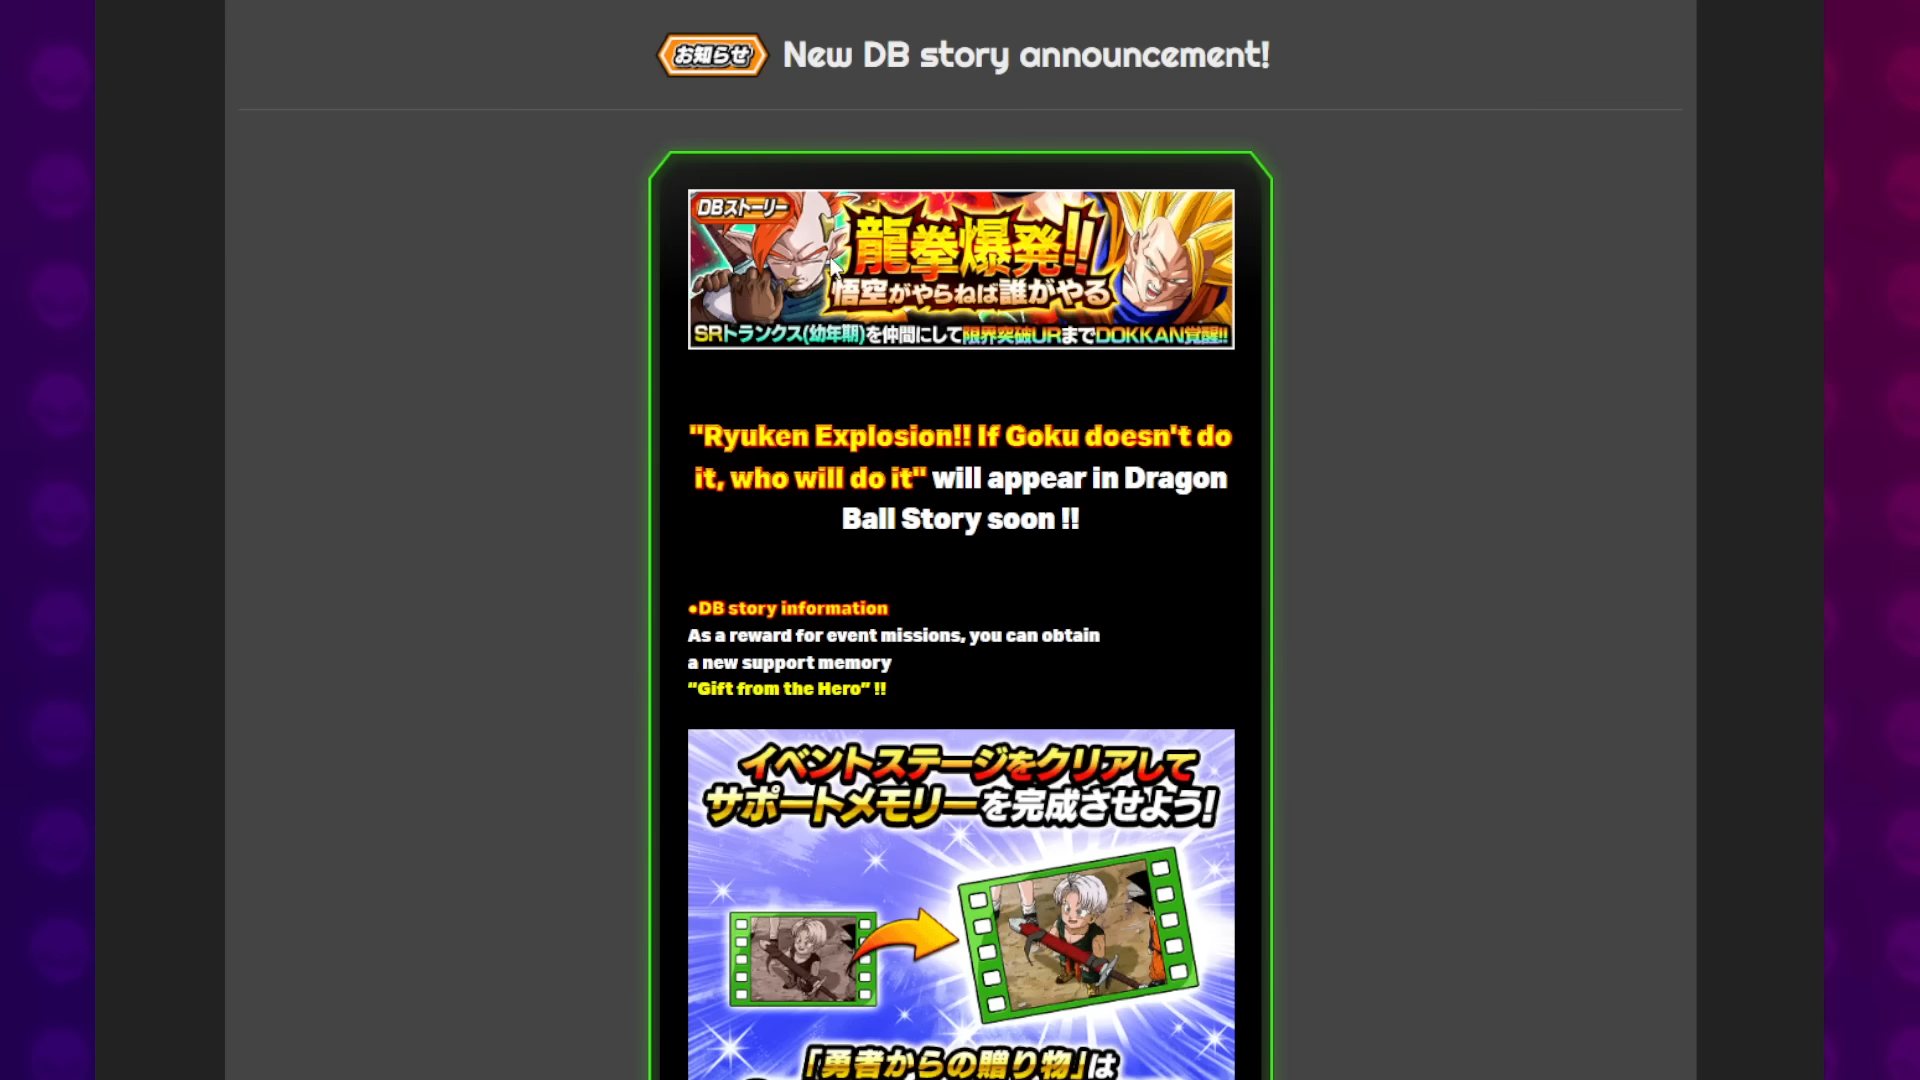 お知らせ New DB story announcement!
DBストーリー
龍拳爆発!!
悟空がやらねば誰がやる
SRトランクス(幼年期)を仲間にして限界突破URまでDOKKAN覚醒!!
"Ryuken Explosion!! If Goku doesn't do
it, who will do it" will appear in Dragon
Ball Story soon !!
●DB story information
As a reward for event missions, you can obtain
a new support memory
"Gift from the Hero" !!
イベントステージをクリアして
サポートメモリーを完成させよう!
「勇者からの贈り物」は